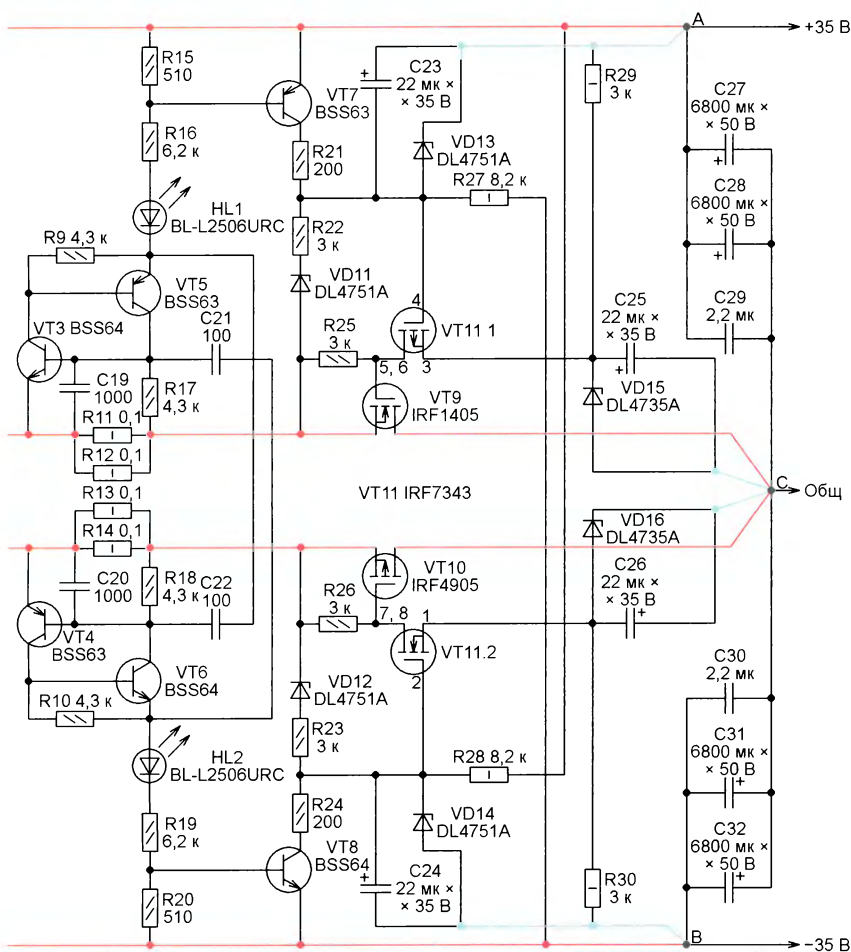 A
+35 В
R15
510
VT7
BSS63
C23
22 мк ×
× 35 В
R29
3 к
C27
6800 мк ×
× 50 В
R16
6,2 к
R21
200
VD13
DL4751A
R27 8,2 к
C28
6800 мк ×
× 50 В
HL1
BL-L2506URC
R22
3 к
R9 4,3 к
VD11
DL4751A
VT5
BSS63
C21
100
4
VT11 1
C25
22 мк ×
× 35 В
C29
2,2 мк
VT3 BSS64
R25
3 к
5, 6
3
C19
1000
R17
4,3 к
VT9
IRF1405
VD15
DL4735A
R11 0,1
R12 0,1
VT11 IRF7343
C
Общ
R13 0,1
R14 0,1
VD16
DL4735A
C20
1000
R18
4,3 к
C22
100
VT10
IRF4905
R26
3 к
C26
22 мк ×
× 35 В
7, 8
1
VT4
BSS63
VT11.2
2
VT6
BSS64
VD12
DL4751A
C30
2,2 мк
R10 4,3 к
R23
3 к
C31
6800 мк ×
× 50 В
HL2
BL-L2506URC
R28 8,2 к
R24
200
VD14
DL4751A
R19
6,2 к
VT8
BSS64
C32
6800 мк ×
× 50 В
C24
22 мк ×
× 35 В
R30
3 к
R20
510
B
−35 В